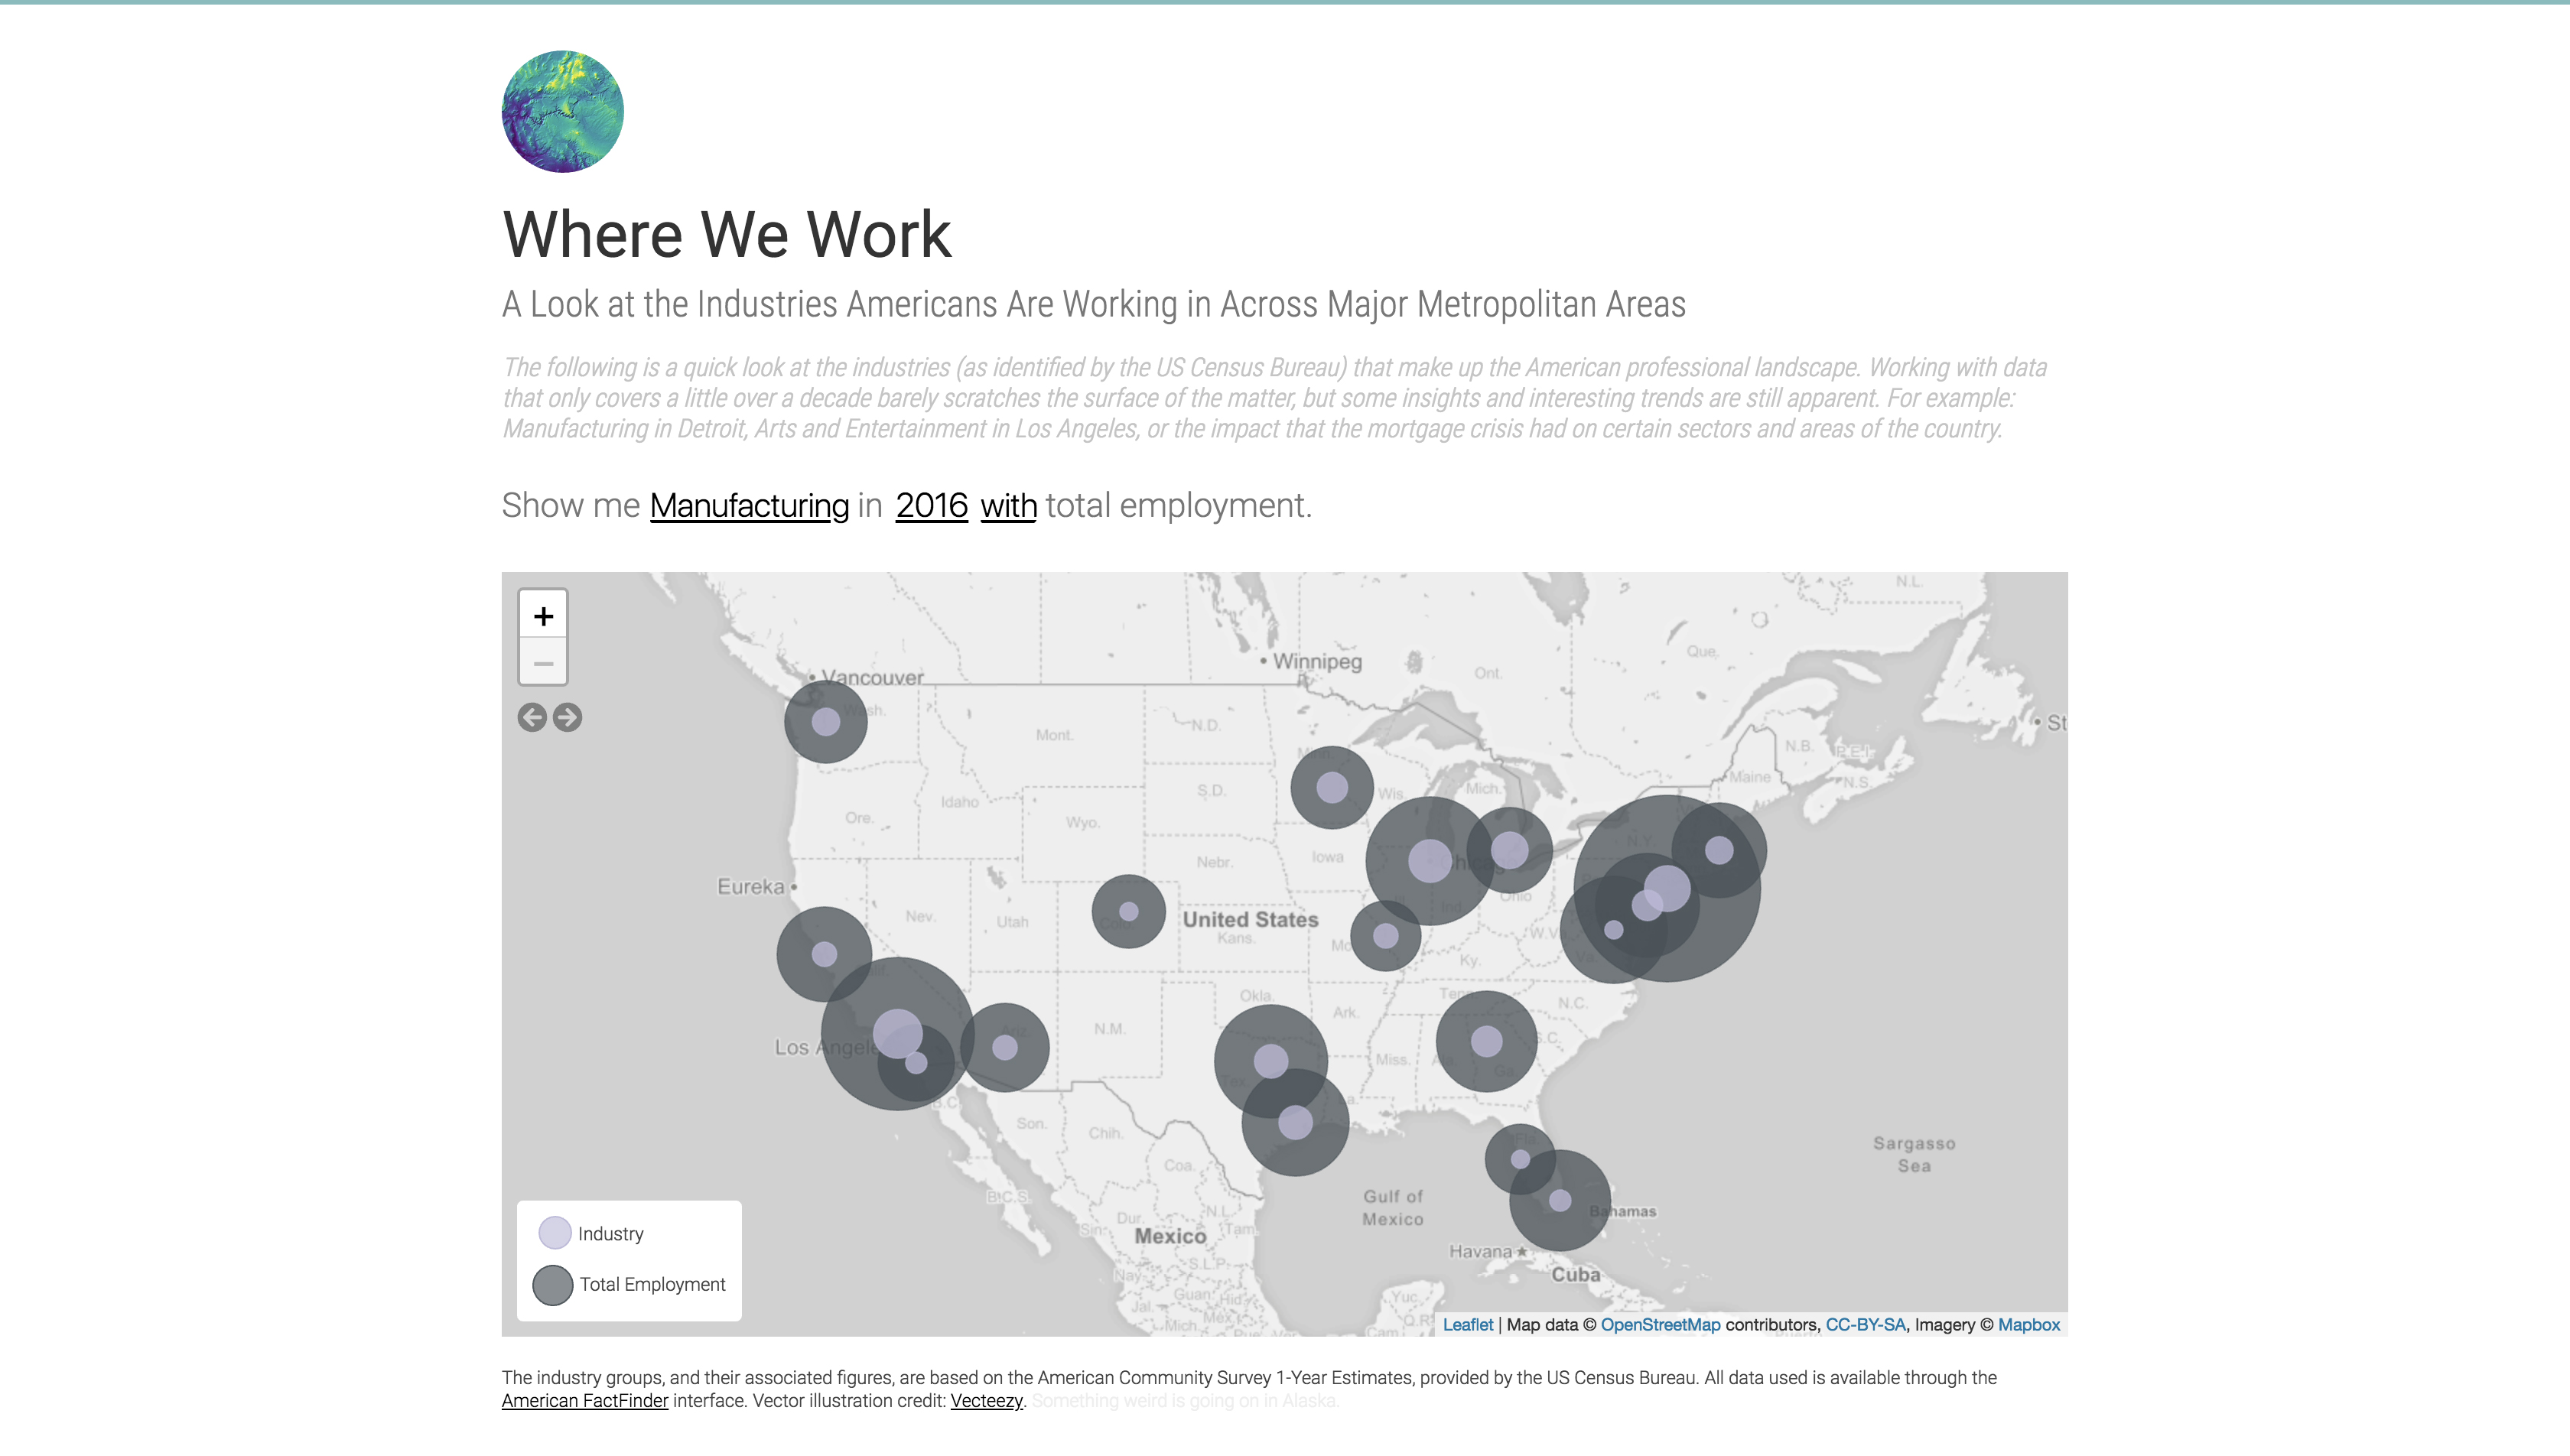 Where We Work
A Look at the Industries Americans Are Working in Across Major Metropolitan Areas
The following is a quick look at the industries (as identified by the US Census Bureau) that make up the American professional landscape. Working with data
that only covers a little over a decade barely scratches the surface of the matter, but some insights and interesting trends are still apparent. For example:
Manufacturing in Detroit, Arts and Entertainment in Los Angeles, or the impact that the mortgage crisis had on certain sectors and areas of the country.
Show me Manufacturing in 2016 with total employment.
+
−
N.L.
Winnipeg
Que.
Vancouver
Ont.
Wash.
St
N.D.
Mont.
N.B.
P.E.I.
Minn.
Maine
N.S.
Mich.
S.D.
Wis.
Idaho
Ore.
Wyo.
N.Y.
Iowa
Nebr.
Eureka
Ohio
Ind.
Nev.
Utah
Colo.
United States
Kans.
W.V
Mo
Va.
Ky.
Calif.
Okla.
Tenn
N.C.
Ark.
N.M.
Ariz.
S.C.
Los Angele
Miss.
Ala.
Ga.
Tex.
La.
B.C.
Son.
Chih.
Fla.
Sargasso
Sea
Coa.
B.C.S.
Gulf of
Mexico
Bahamas
N.L.
Dur.
Sin.
Tam.
Mexico
Havana
Cuba
S.L.P.
Nay.
Guan.
Hid.
Yuc.
Jal.
Mich.
Mex.
Q.R
Cam
Industry
Total Employment
Leaflet | Map data © OpenStreetMap contributors, CC-BY-SA, Imagery © Mapbox
The industry groups, and their associated figures, are based on the American Community Survey 1-Year Estimates, provided by the US Census Bureau. All data used is available through the
American FactFinder interface. Vector illustration credit: Vecteezy. Something weird is going on in Alaska.